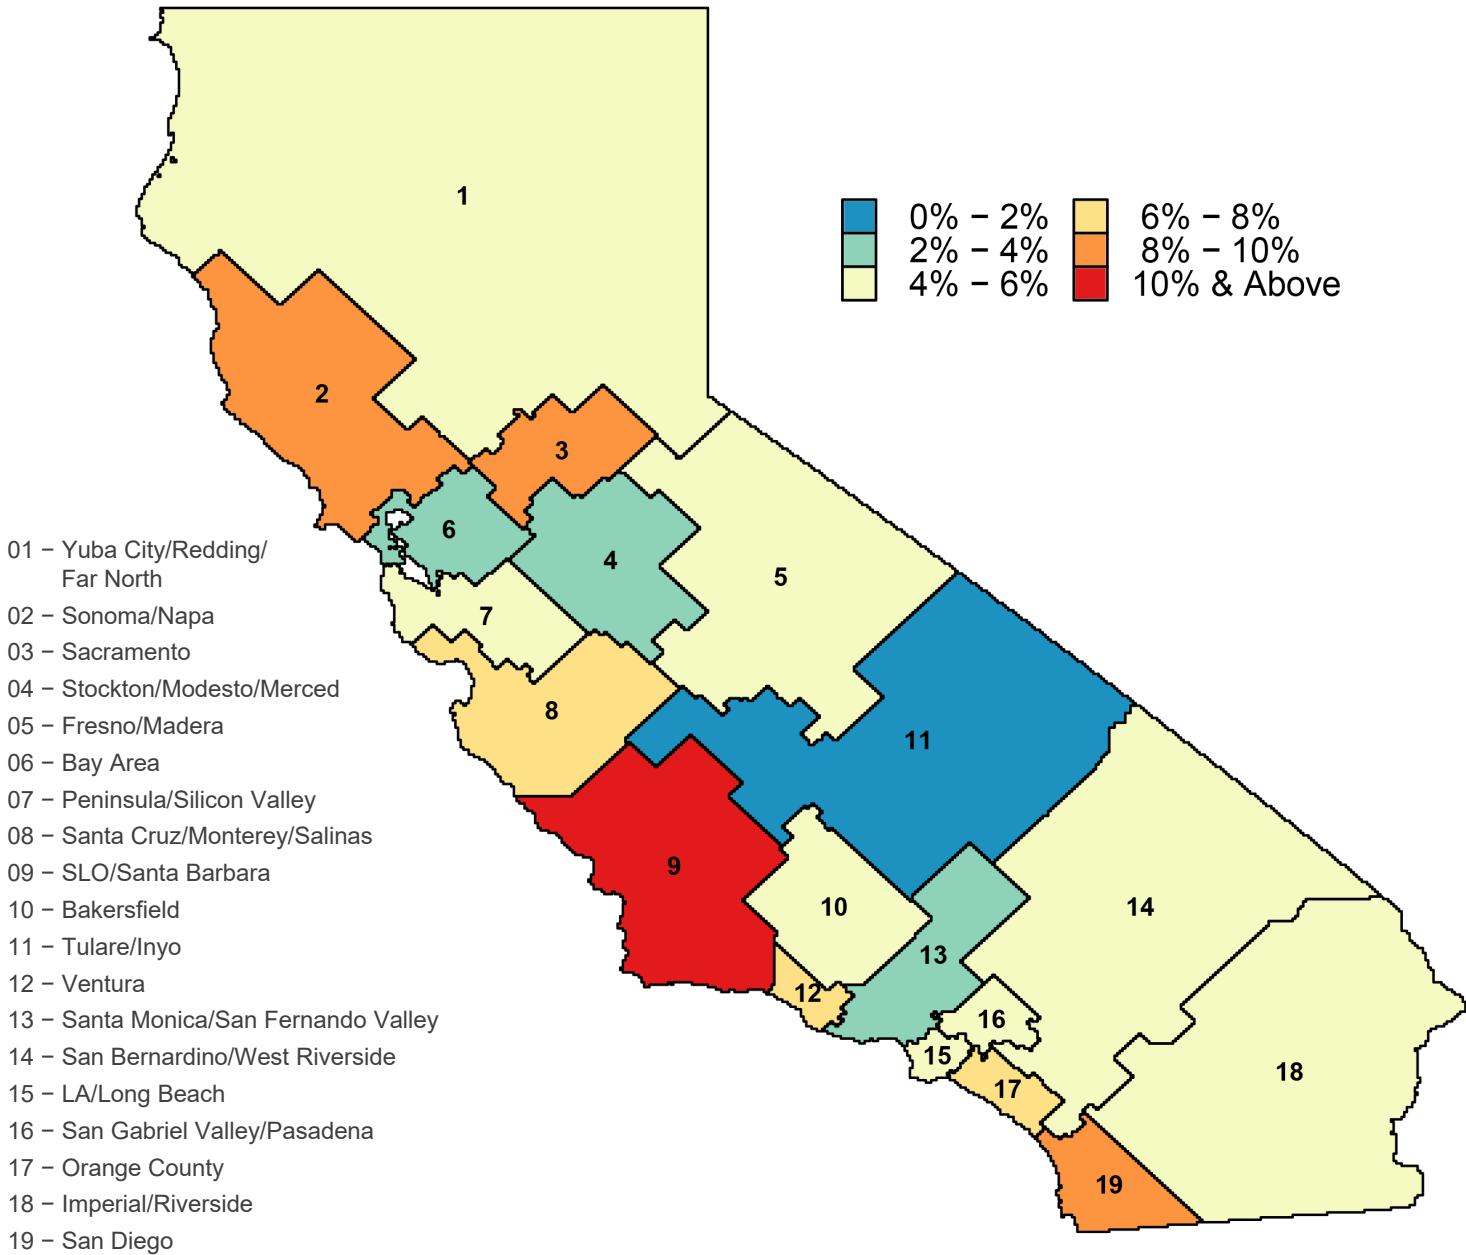 1
0% − 2%
6% − 8%
2% − 4%
8% − 10%
4% − 6%
10% & Above
2
3
6
4
5
7
8
11
9
10
14
13
12
16
15
17
18
19
01 − Yuba City/Redding/
Far North
02 − Sonoma/Napa
03 − Sacramento
04 − Stockton/Modesto/Merced
05 − Fresno/Madera
06 − Bay Area
07 − Peninsula/Silicon Valley
08 − Santa Cruz/Monterey/Salinas
09 − SLO/Santa Barbara
10 − Bakersfield
11 − Tulare/Inyo
12 − Ventura
13 − Santa Monica/San Fernando Valley
14 − San Bernardino/West Riverside
15 − LA/Long Beach
16 − San Gabriel Valley/Pasadena
17 − Orange County
18 − Imperial/Riverside
19 − San Diego